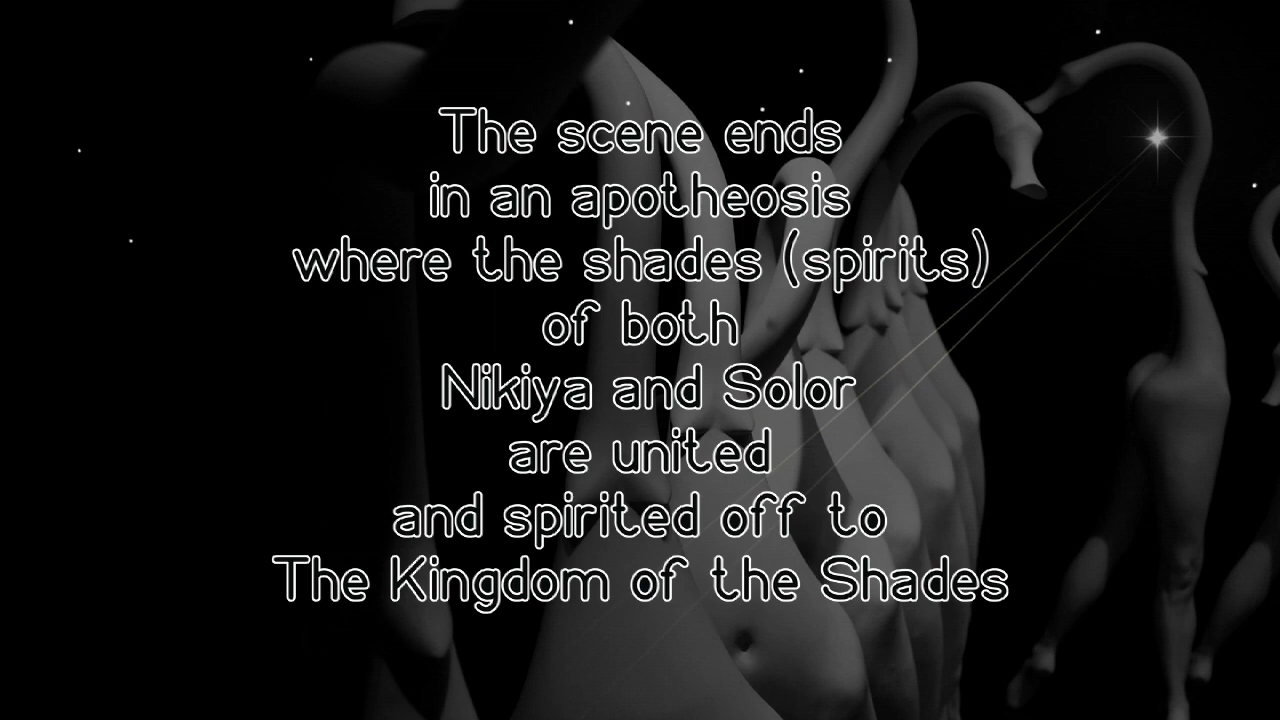 The scene ends
in an apotheosis
where the shades (spirits)
of both
Nikiya and Solor
are united
and spirited off to
The Kingdom of the Shades